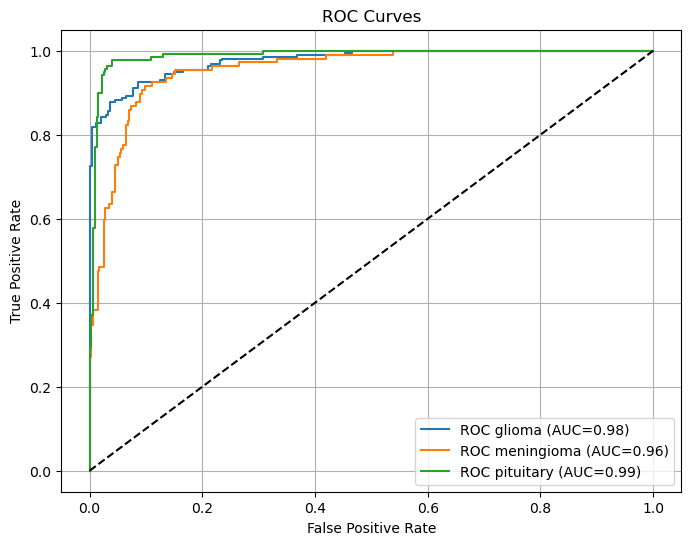 ROC Curves
True Positive Rate
1.0
0.8
0.6
0.4
0.2
0.0
ROC glioma (AUC=0.98)
ROC meningioma (AUC=0.96)
ROC pituitary (AUC=0.99)
0.0 0.2 0.4 0.6 0.8 1.0
False Positive Rate